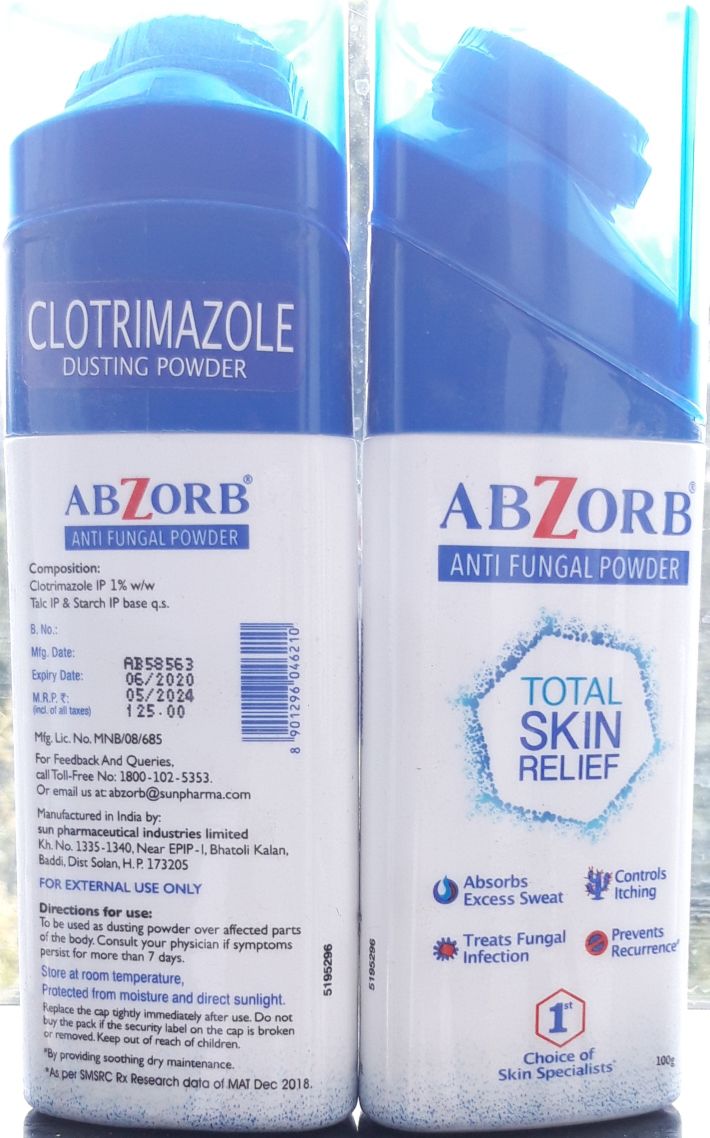 CLOTRIMAZOLE
DUSTING POWDER
ABZORB®
ANTI FUNGAL POWDER
Composition:
Clotrimazole IP 1% w/w
Talc IP & Starch IP base q.s.
B. No.:
Mfg. Date:
Expiry Date:
M.R.P. ₹:
(incl. of all taxes)
AB58563
06/2020
05/2024
125.00
8 901296 046210
Mfg. Lic. No. MNB/08/685
For Feedback And Queries,
call Toll-Free No: 1800-102-5353.
Or email us at: abzorb@sunpharma.com
Manufactured in India by:
sun pharmaceutical industries limited
Kh. No. 1335-1340, Near EPIP-I, Bhatoli Kalan,
Baddi, Dist Solan, H. P. 173205
FOR EXTERNAL USE ONLY
Directions for use:
To be used as dusting powder over affected parts
of the body. Consult your physician if symptoms
persist for more than 7 days.
Store at room temperature,
Protected from moisture and direct sunlight.
Replace the cap tightly immediately after use. Do not
buy the pack if the security label on the cap is broken
or removed. Keep out of reach of children.
*By providing soothing dry maintenance.
*As per SMSRC Rx Research data of MAT Dec 2018.
5195296
ABZORB®
ANTI FUNGAL POWDER
TOTAL
SKIN
RELIEF
Absorbs
Excess Sweat
Controls
Itching
Treats Fungal
Infection
Prevents
Recurrence*
1st
Choice of
Skin Specialists*
100g
5195296